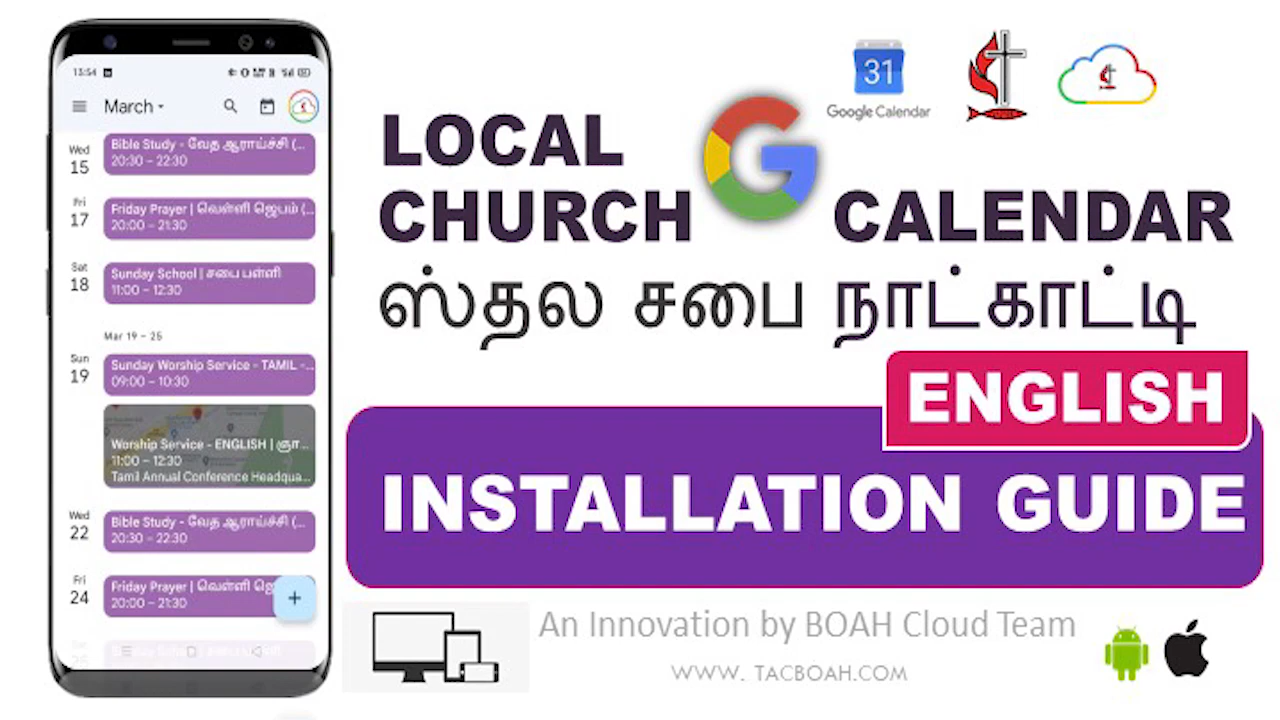 13:54
March
Wed
15
Bible Study - வேத ஆராய்ச்சி (...
20:30 – 22:30
Fri
17
Friday Prayer | வெள்ளி ஜெபம் (...
20:00 – 21:30
Sat
18
Sunday School | சபை பள்ளி
11:00 – 12:30
Mar 19 – 25
Sun
19
Sunday Worship Service - TAMIL -...
09:00 – 10:30
Worship Service - ENGLISH | ஞா...
11:00 – 12:30
Tamil Annual Conference Headqua...
Wed
22
Bible Study - வேத ஆராய்ச்சி (...
20:30 – 22:30
Fri
24
Friday Prayer | வெள்ளி ஜெ
20:00 – 21:30
31
Google Calendar
LOCAL
CHURCH G CALENDAR
ஸ்தல சபை நாட்காட்டி
ENGLISH
INSTALLATION GUIDE
An Innovation by BOAH Cloud Team
WWW. TACBOAH.COM